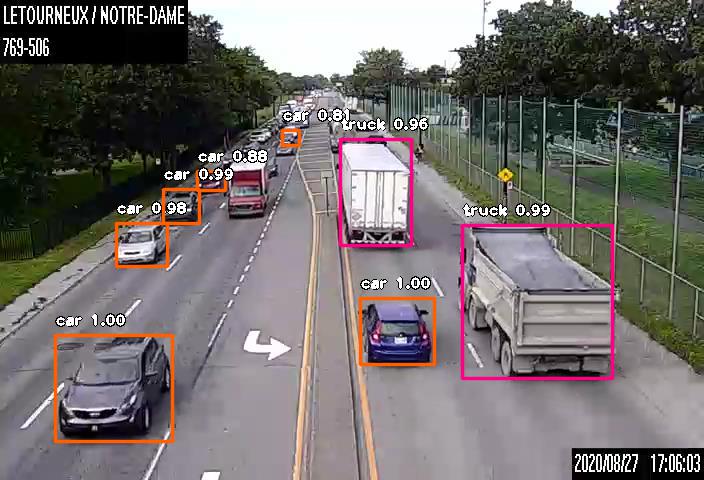 LETOURNEUX / NOTRE-DAME
769-506
car 0.81
truck 0.96
car 0.88
car 0.99
car 0.98
truck 0.99
car 1.00
car 1.00
2020/08/27 17:06:03